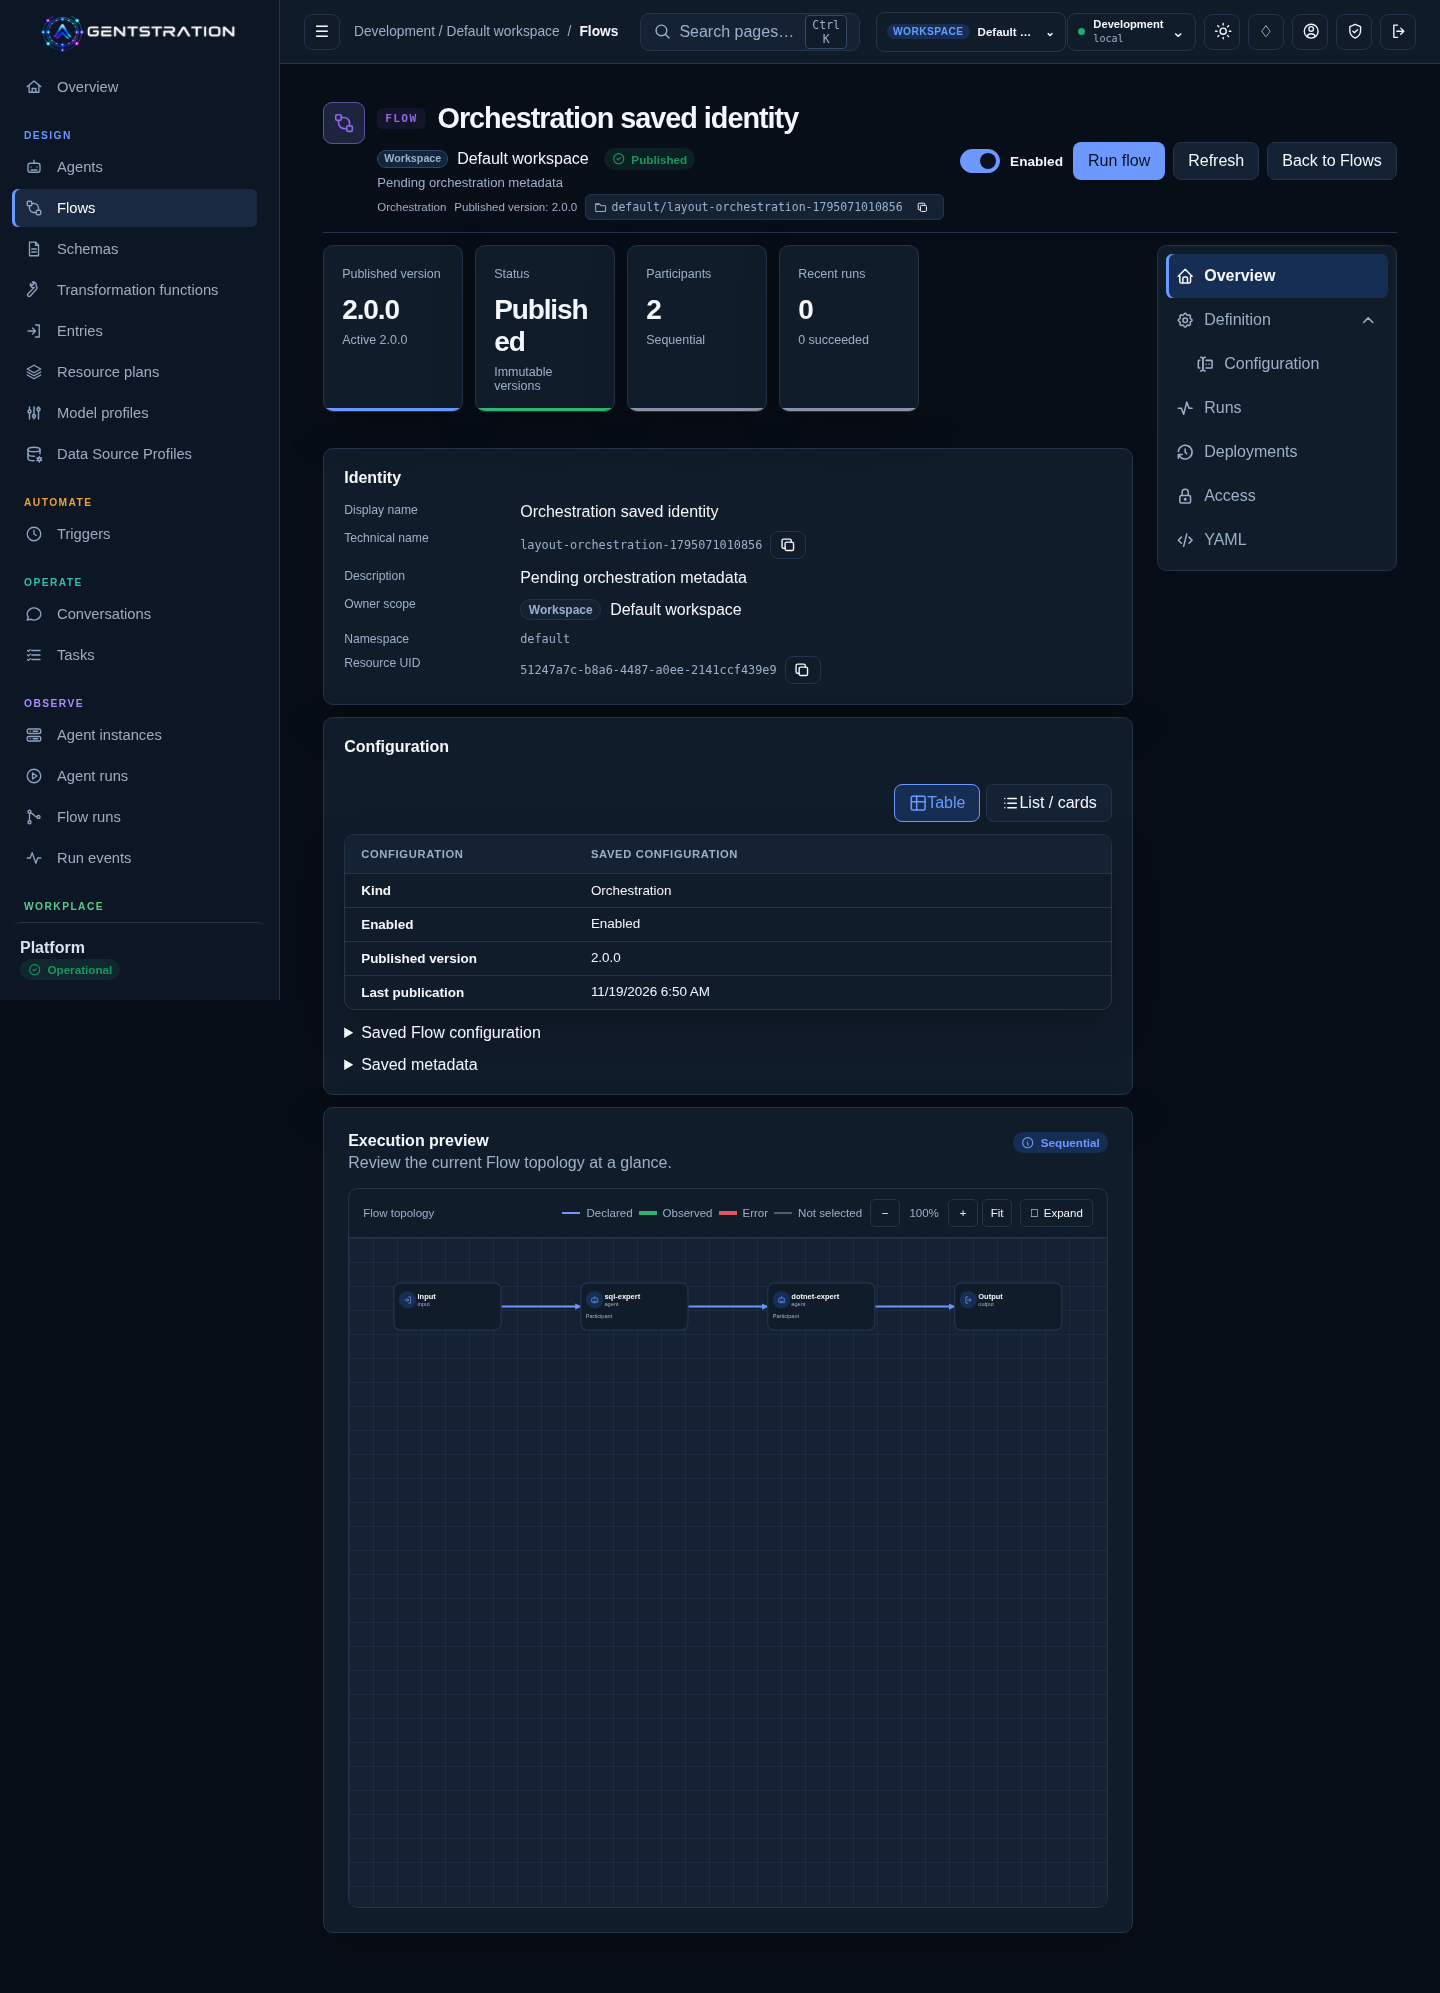 GENTSTRATION
Overview
DESIGN
Agents
Flows
Schemas
Transformation functions
Entries
Resource plans
Model profiles
Data Source Profiles
AUTOMATE
Triggers
OPERATE
Conversations
Tasks
OBSERVE
Agent instances
Agent runs
Flow runs
Run events
WORKPLACE
Platform
Operational
Development / Default workspace / Flows
Search pages…
Ctrl
K
WORKSPACE Default …
Development
local
FLOW Orchestration saved identity
Workspace Default workspace Published
Pending orchestration metadata
Orchestration Published version: 2.0.0 default/layout-orchestration-1795071010856
Enabled Run flow Refresh Back to Flows
Published version
2.0.0
Active 2.0.0
Status
Publish
ed
Immutable
versions
Participants
2
Sequential
Recent runs
0
0 succeeded
Overview
Definition
Configuration
Runs
Deployments
Access
YAML
Identity
Display name Orchestration saved identity
Technical name layout-orchestration-1795071010856
Description Pending orchestration metadata
Owner scope Workspace Default workspace
Namespace default
Resource UID 51247a7c-b8a6-4487-a0ee-2141ccf439e9
Configuration
Table List / cards
CONFIGURATION SAVED CONFIGURATION
Kind Orchestration
Enabled Enabled
Published version 2.0.0
Last publication 11/19/2026 6:50 AM
Saved Flow configuration
Saved metadata
Execution preview
Sequential
Review the current Flow topology at a glance.
Flow topology Declared Observed Error Not selected − 100% + Fit Expand
Input
input
sql-expert
agent
Participant
dotnet-expert
agent
Participant
Output
output